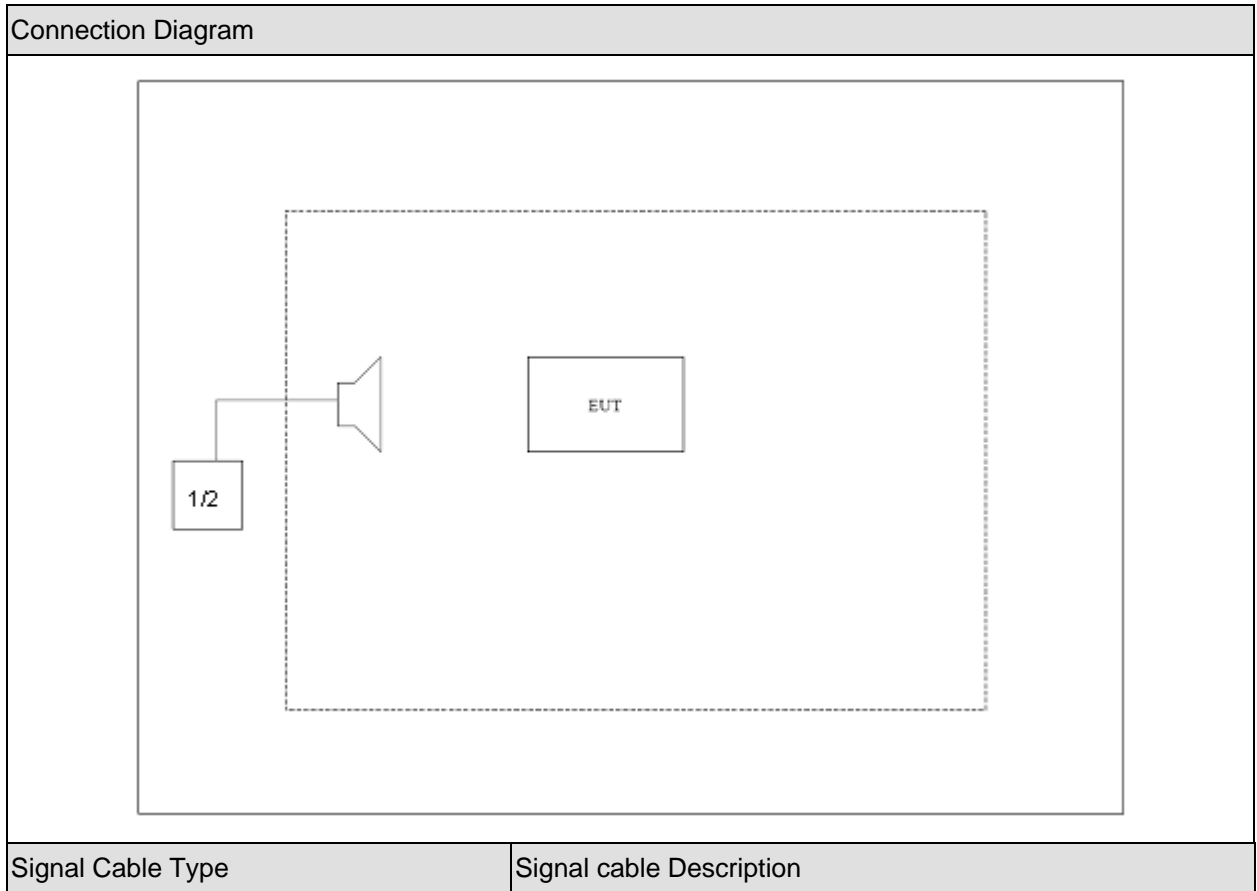 Connection Diagram
EUT
1/2
Signal Cable Type
Signal cable Description